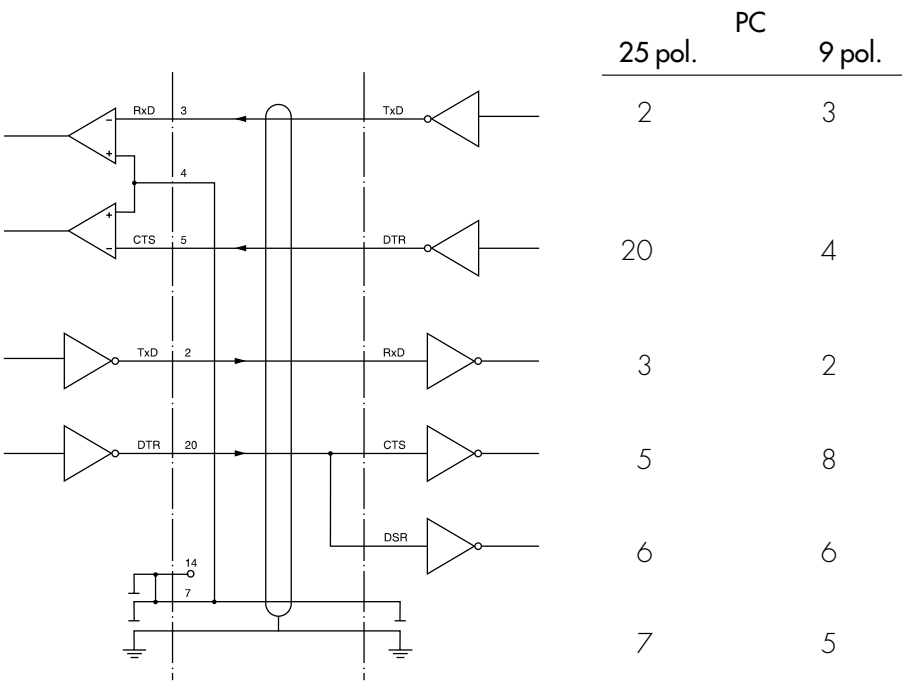 PC
25 pol. 9 pol.
RxD 3 TxD 2 3
4
CTS 5 DTR 20 4
TxD 2 RxD 3 2
DTR 20 CTS 5 8
DSR 6 6
14
7
7 5